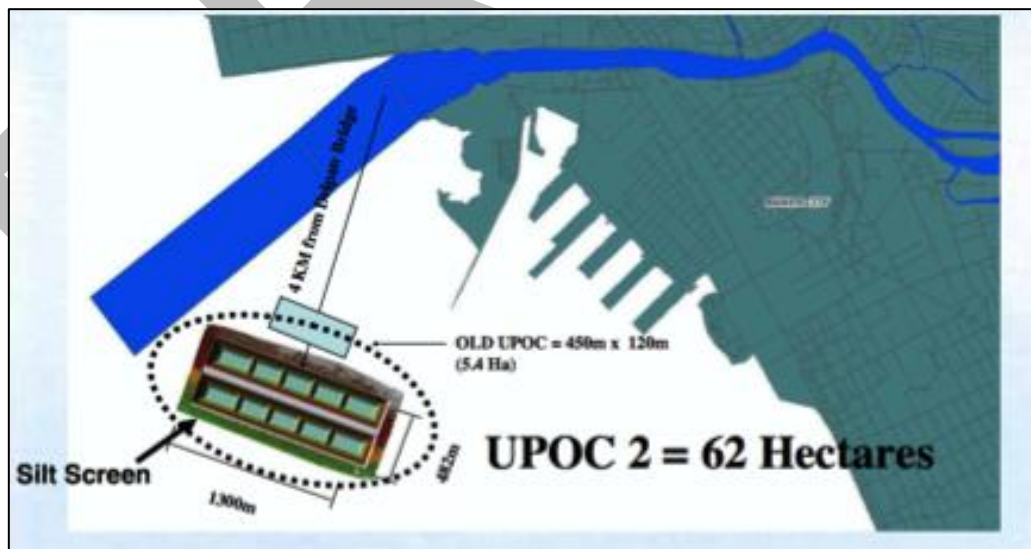 4 KM from Delpan Bridge
OLD UPOC = 450m x 120m
(5.4 Ha)
UPOC 2 = 62 Hectares
Silt Screen
482m
1300m